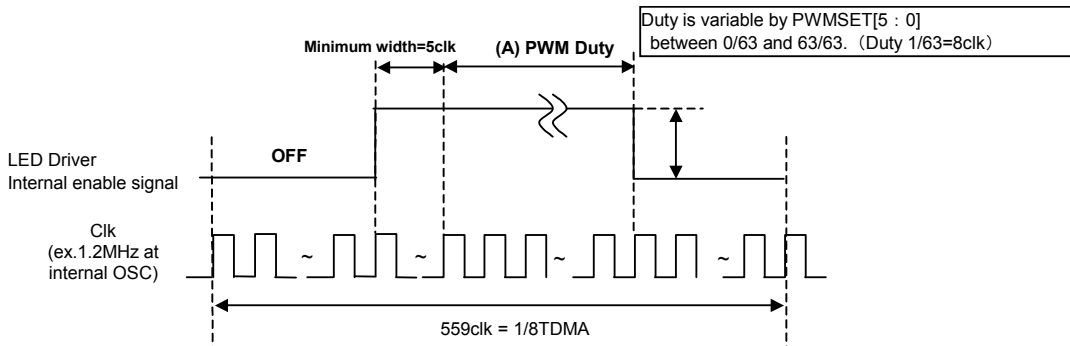 Duty is variable by PWMSET[5 : 0]
between 0/63 and 63/63. (Duty 1/63=8clk)
Minimum width=5clk
(A) PWM Duty
OFF
LED Driver
Internal enable signal
Clk
(ex.1.2MHz at
internal OSC)
~ ~ ~ ~
559clk = 1/8TDMA